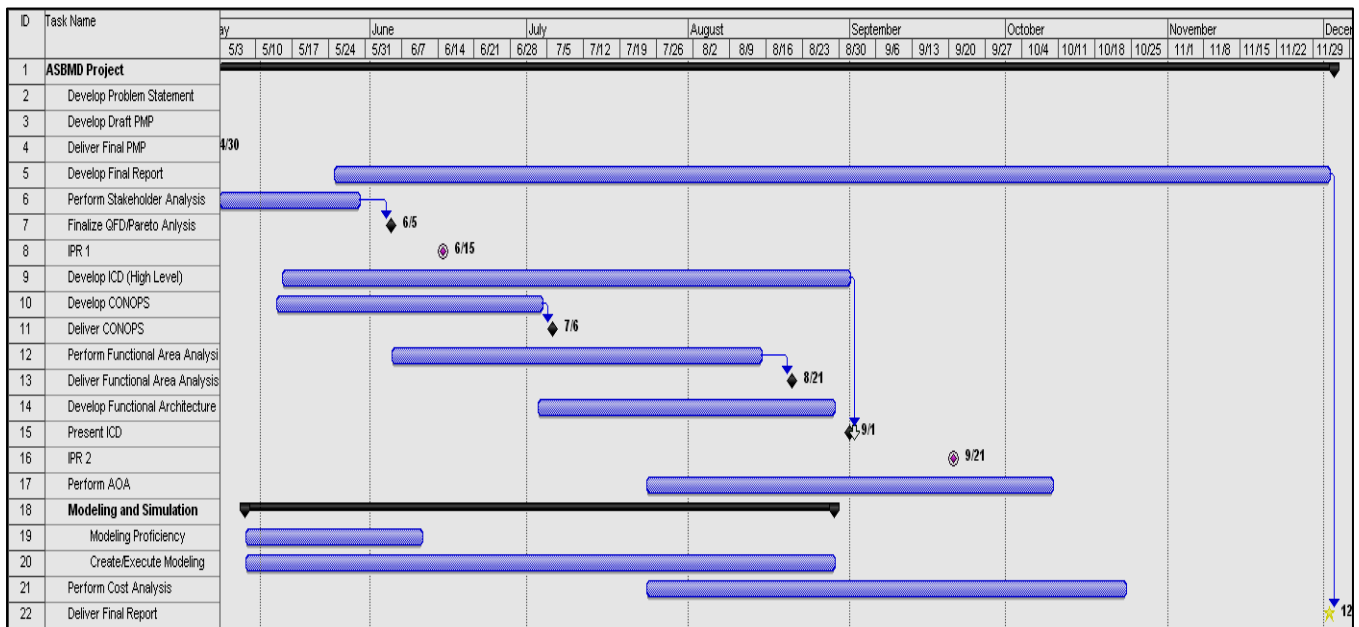 ID Task Name
ay June July August September October November Decer
5/3 5/10 5/17 5/24 5/31 6/7 6/14 6/21 6/28 7/5 7/12 7/19 7/26 8/2 8/9 8/16 8/23 8/30 9/6 9/13 9/20 9/27 10/4 10/11 10/18 10/25 11/1 11/8 11/15 11/22 11/29
1 ASBMD Project
2 Develop Problem Statement
3 Develop Draft PMP
4 Deliver Final PMP 4/30
5 Develop Final Report
6 Perform Stakeholder Analysis
7 Finalize QFD/Pareto Anlysis 6/5
8 IPR 1 6/15
9 Develop ICD (High Level)
10 Develop CONOPS
11 Deliver CONOPS 7/6
12 Perform Functional Area Analysi
13 Deliver Functional Area Analysis 8/21
14 Develop Functional Architecture
15 Present ICD 9/1
16 IPR 2 9/21
17 Perform AOA
18 Modeling and Simulation
19 Modeling Proficiency
20 Create/Execute Modeling
21 Perform Cost Analysis
22 Deliver Final Report 12